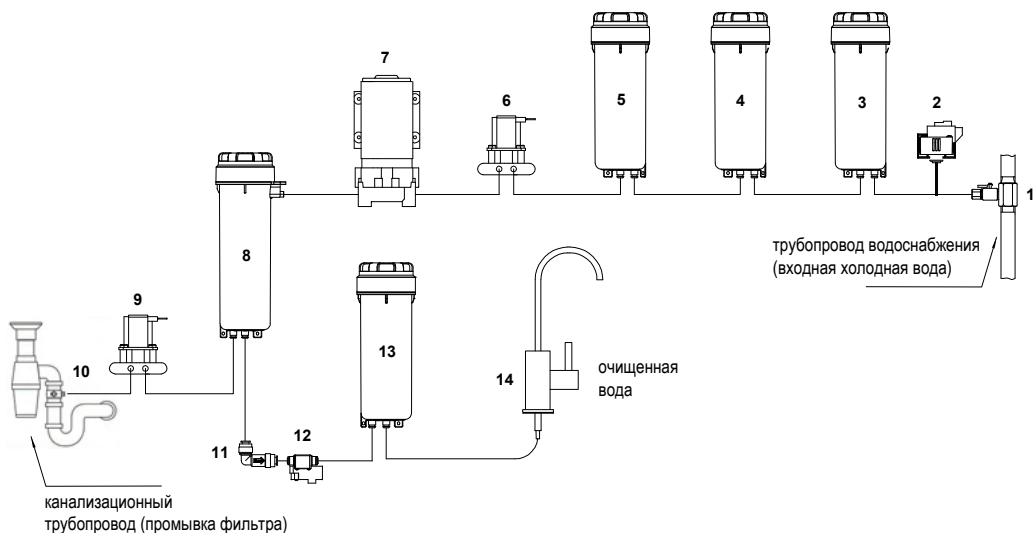 7
6
5
4
3
2
1
трубопровод водоснабжения
(входная холодная вода)
8
9
10
13
14
очищенная
вода
11
12
канализационный
трубопровод (промывка фильтра)